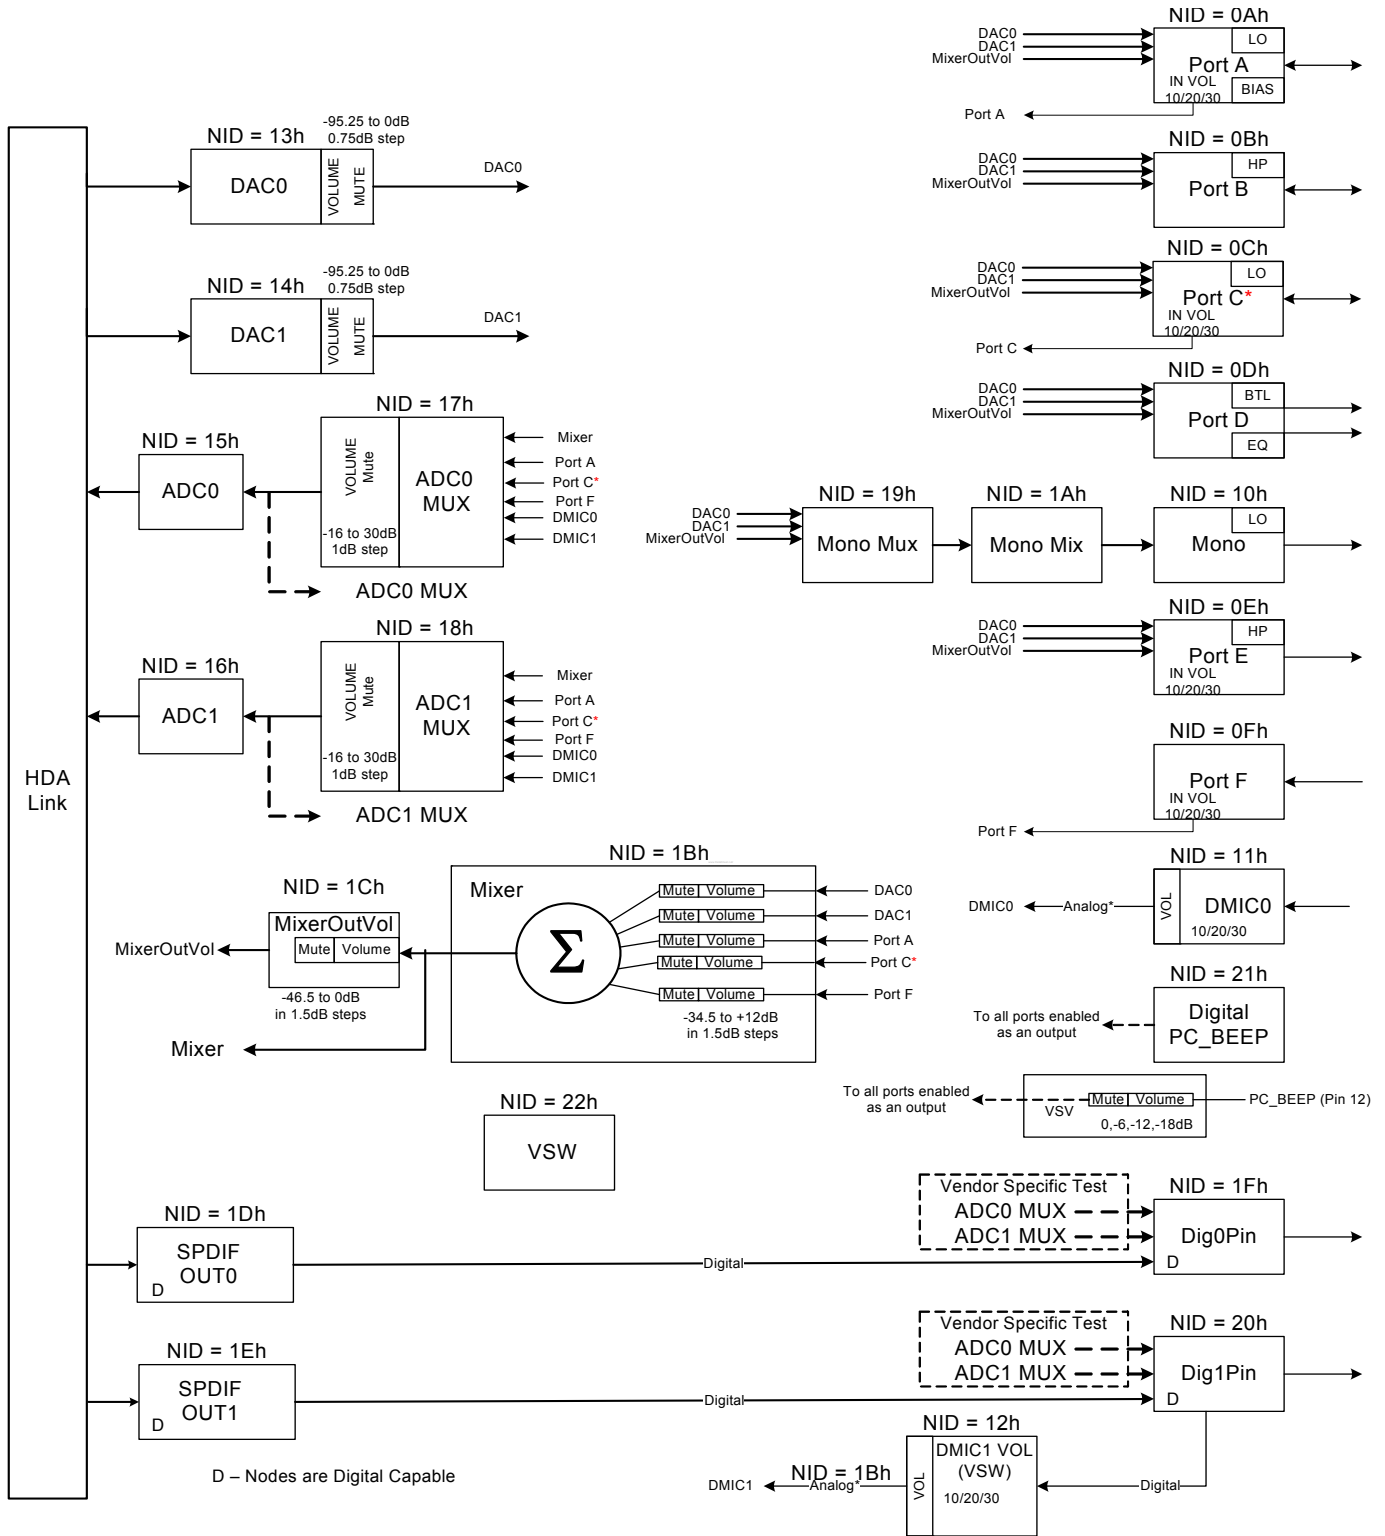 NID = 0Ah
DAC0
DAC1
MixerOutVol
LO
Port A
IN VOL
10/20/30
BIAS
Port A
NID = 13h
-95.25 to 0dB
0.75dB step
DAC0
VOLUME
MUTE
DAC0
NID = 0Bh
DAC0
DAC1
MixerOutVol
HP
Port B
NID = 14h
-95.25 to 0dB
0.75dB step
DAC1
VOLUME
MUTE
DAC1
NID = 0Ch
DAC0
DAC1
MixerOutVol
LO
Port C*
IN VOL
10/20/30
Port C
NID = 0Dh
DAC0
DAC1
MixerOutVol
BTL
Port D
EQ
NID = 17h
NID = 15h
ADC0
VOLUME
Mute
-16 to 30dB
1dB step
ADC0
MUX
Mixer
Port A
Port C*
Port F
DMIC0
DMIC1
ADC0 MUX
NID = 19h
NID = 1Ah
NID = 10h
DAC0
DAC1
MixerOutVol
Mono Mux
Mono Mix
LO
Mono
NID = 0Eh
DAC0
DAC1
MixerOutVol
HP
Port E
IN VOL
10/20/30
NID = 18h
NID = 16h
ADC1
VOLUME
Mute
-16 to 30dB
1dB step
ADC1
MUX
Mixer
Port A
Port C*
Port F
DMIC0
DMIC1
ADC1 MUX
HDA
Link
NID = 0Fh
Port F
IN VOL
10/20/30
Port F
NID = 1Bh
Mixer
Σ
Mute Volume
DAC0
Mute Volume
DAC1
Mute Volume
Port A
Mute Volume
Port C*
Mute Volume
Port F
-34.5 to +12dB
in 1.5dB steps
NID = 1Ch
MixerOutVol
Mute Volume
MixerOutVol
-46.5 to 0dB
in 1.5dB steps
Mixer
NID = 11h
DMIC0
Analog*
VOL
DMIC0
10/20/30
NID = 21h
To all ports enabled
as an output
Digital
PC_BEEP
To all ports enabled
as an output
VSV
Mute Volume
0,-6,-12,-18dB
PC_BEEP (Pin 12)
NID = 22h
VSW
Vendor Specific Test
ADC0 MUX
ADC1 MUX
NID = 1Fh
Dig0Pin
D
NID = 1Dh
SPDIF
OUT0
D
Digital
Vendor Specific Test
ADC0 MUX
ADC1 MUX
NID = 20h
Dig1Pin
D
NID = 1Eh
SPDIF
OUT1
D
Digital
NID = 12h
DMIC1 VOL
(VSW)
VOL
10/20/30
Digital
NID = 1Bh
DMIC1
Analog*
D – Nodes are Digital Capable